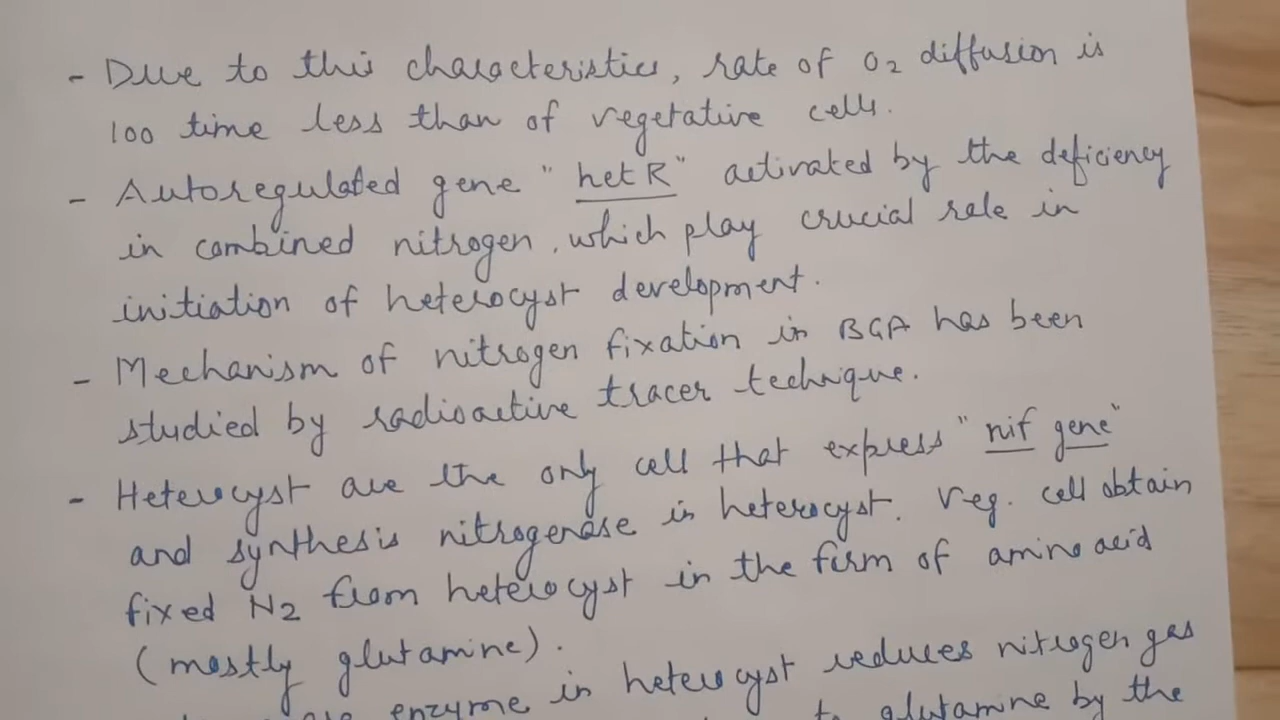 - Due to this characteristics, rate of O2 diffusion is
100 time less than of vegetative cells.
- Autoregulated gene "hetR" activated by the deficiency
in combined nitrogen, which play crucial role in
initiation of heterocyst development.
- Mechanism of nitrogen fixation in BGA has been
studied by radioactive tracer technique.
- Heterocyst are the only cell that express "nif gene"
and synthesis nitrogenase in heterocyst. Veg. cell obtain
fixed N2 from heterocyst in the form of amino acid
(mostly glutamine).
enzyme in heterocyst reduces nitrogen gas
to glutamine by the